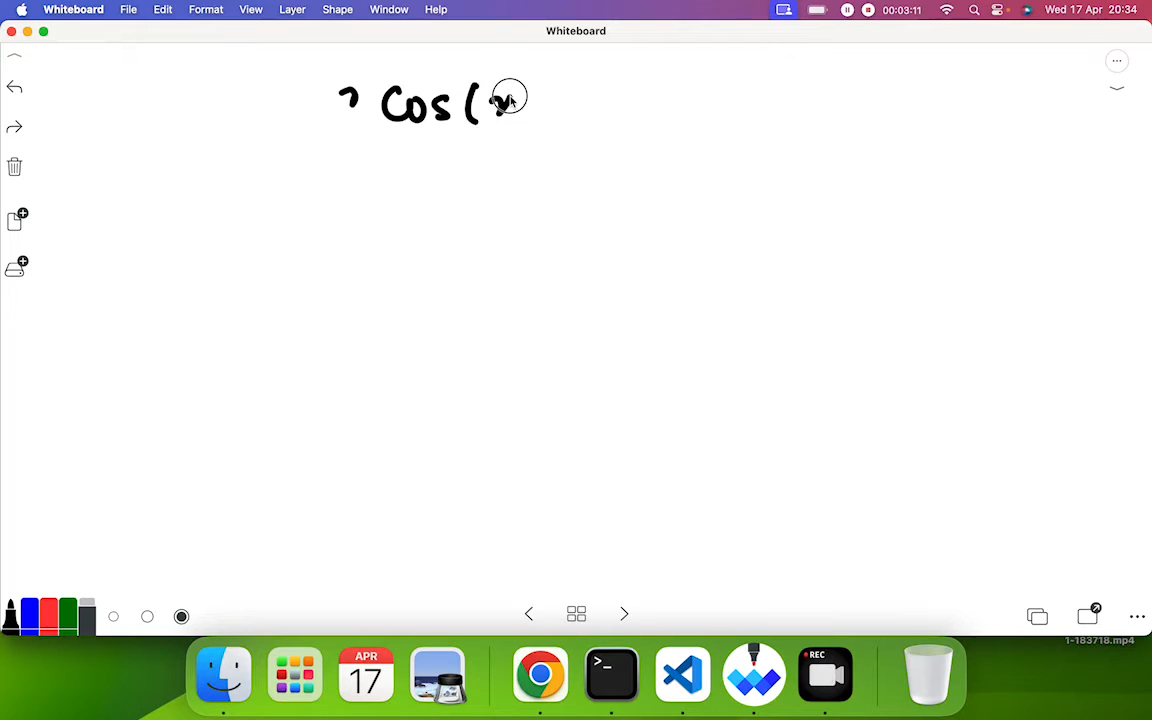 Whiteboard File Edit Format View Layer Shape Window Help 00:03:11 Wed 17 Apr 20:34
Whiteboard
? Cos( x
1-183718.mp4
APR
17
>_
REC